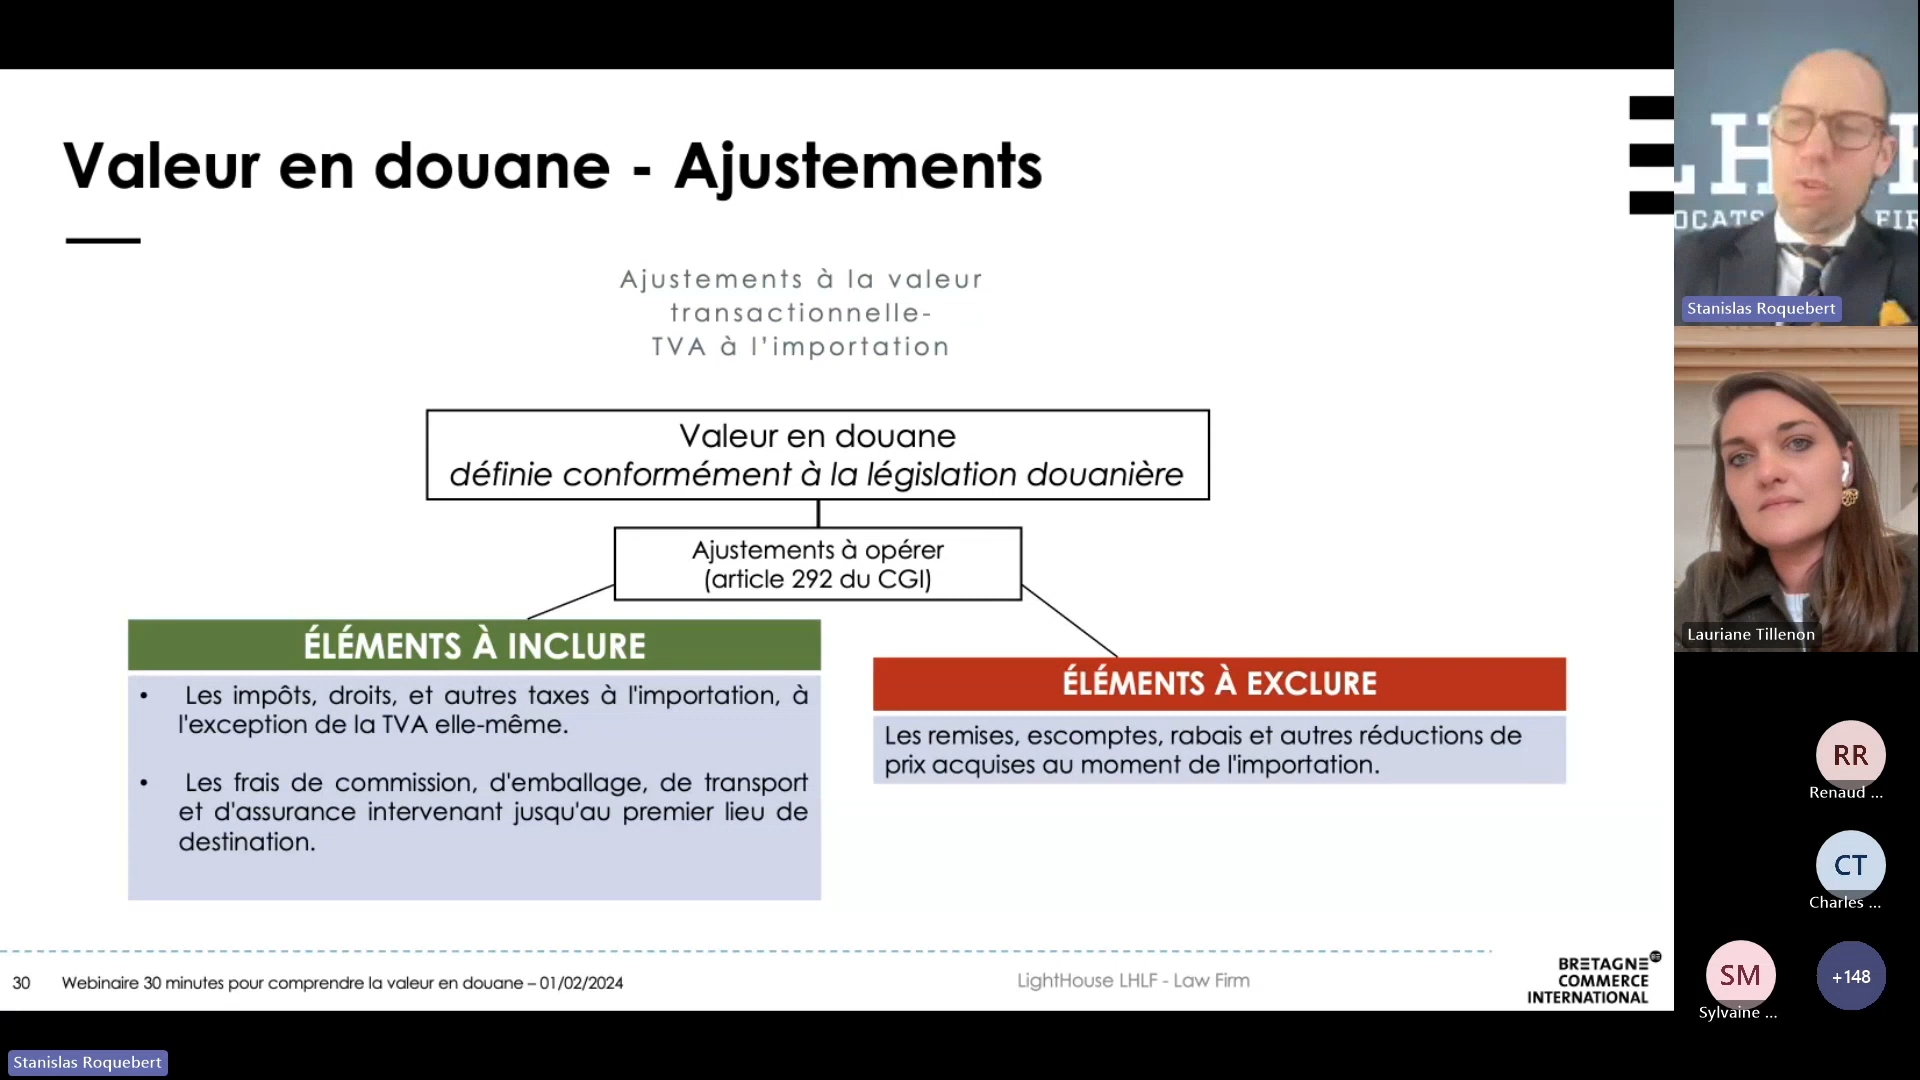 Valeur en douane - Ajustements
Ajustements à la valeur
transactionnelle-
TVA à l'importation
Valeur en douane
définie conformément à la législation douanière
Ajustements à opérer
(article 292 du CGI)
ÉLÉMENTS À INCLURE
• Les impôts, droits, et autres taxes à l'importation, à
l'exception de la TVA elle-même.
• Les frais de commission, d'emballage, de transport
et d'assurance intervenant jusqu'au premier lieu de
destination.
ÉLÉMENTS À EXCLURE
Les remises, escomptes, rabais et autres réductions de
prix acquises au moment de l'importation.
30
Webinaire 30 minutes pour comprendre la valeur en douane – 01/02/2024
LightHouse LHLF - Law Firm
BRETAGNE
COMMERCE
INTERNATIONAL
Stanislas Roquebert
Stanislas Roquebert
Lauriane Tillenon
RR
Renaud ...
CT
Charles ...
SM
Sylvaine ...
+148